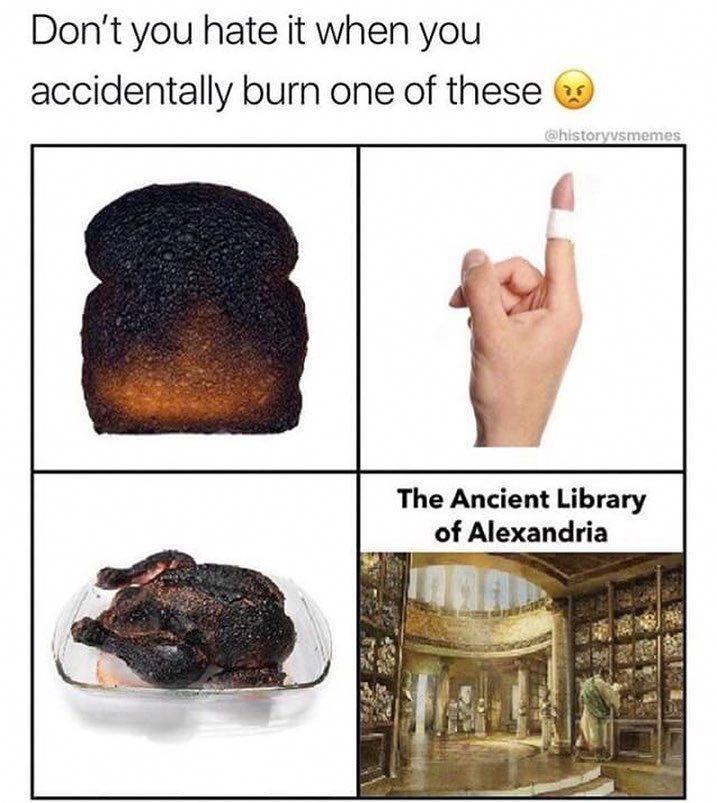 Don't you hate it when you
accidentally burn one of these 😡
@historyvsmemes
The Ancient Library
of Alexandria